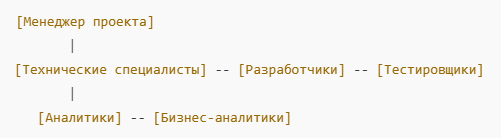 [Менеджер проекта]
|
[Технические специалисты] -- [Разработчики] -- [Тестировщики]
|
[Аналитики] -- [Бизнес-аналитики]